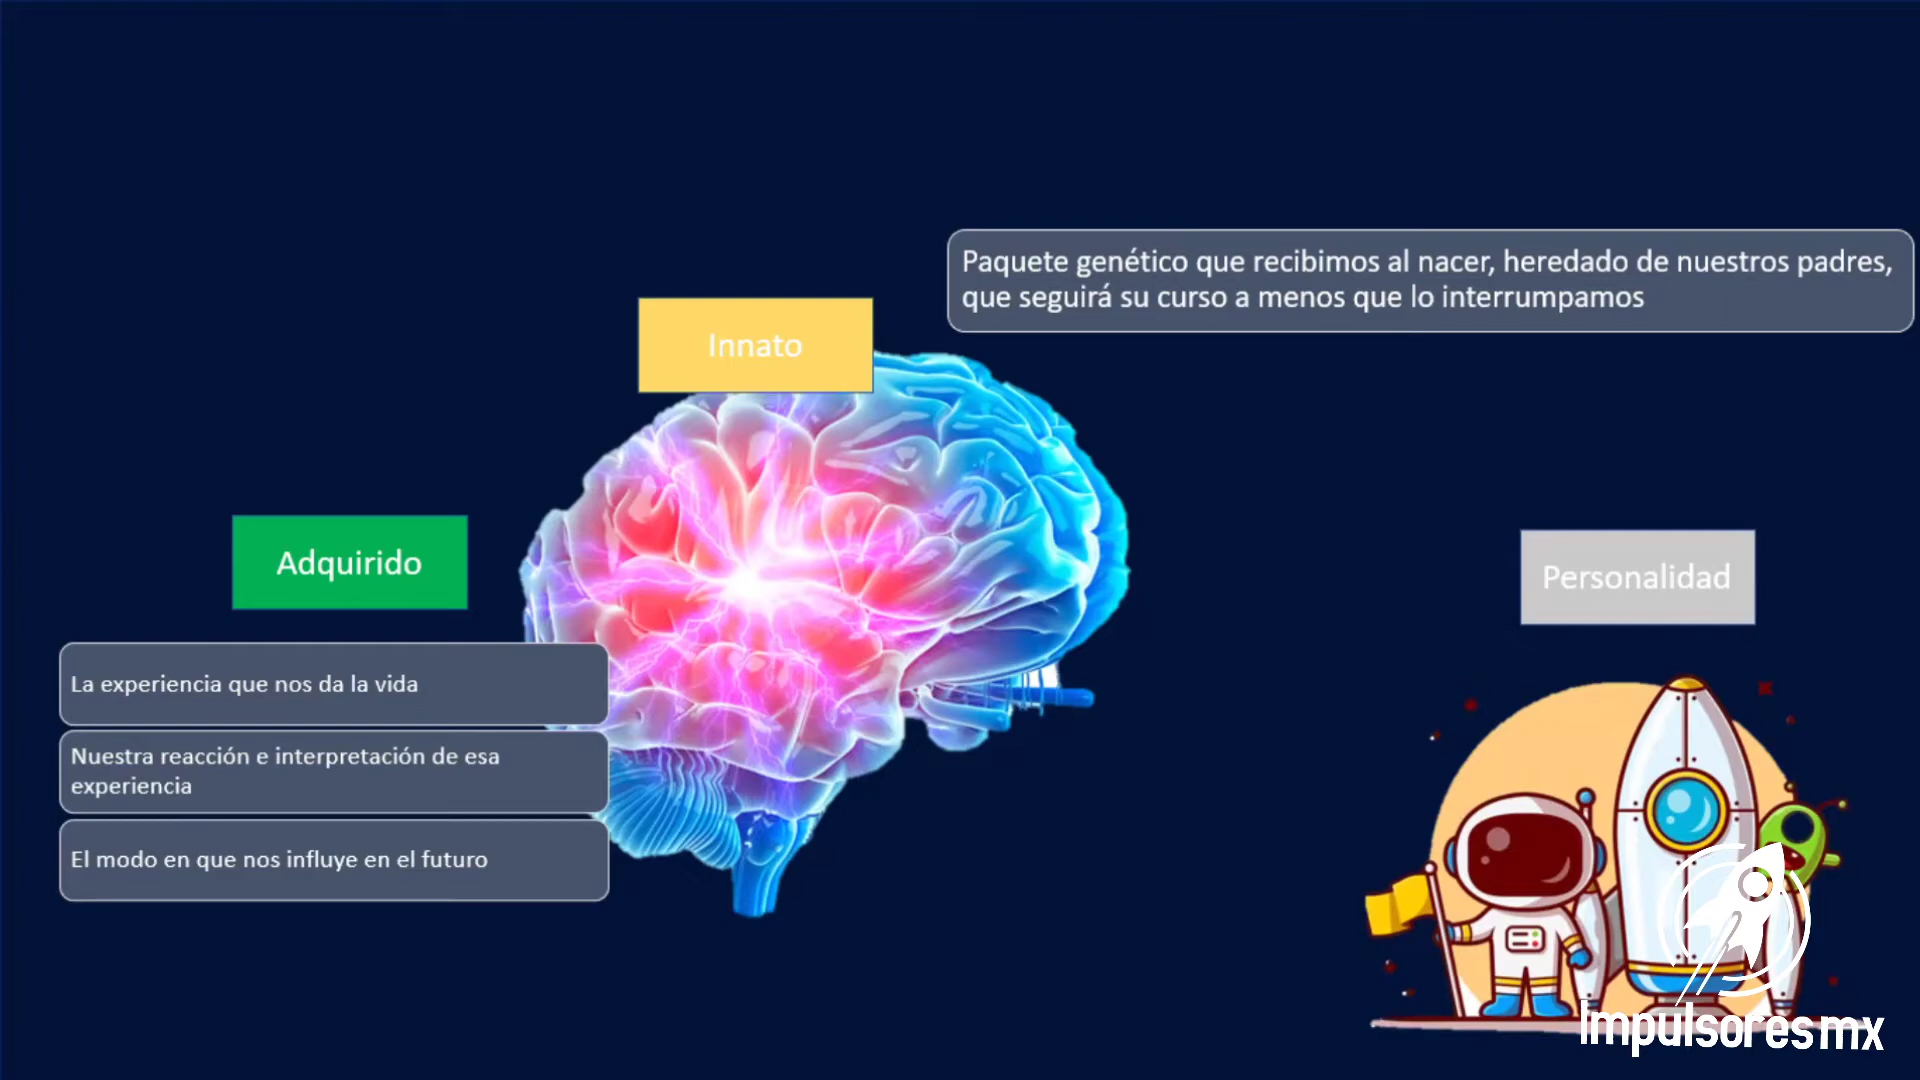 Paquete genético que recibimos al nacer, heredado de nuestros padres,
que seguirá su curso a menos que lo interrumpamos
Innato
Adquirido
Personalidad
La experiencia que nos da la vida
Nuestra reacción e interpretación de esa
experiencia
El modo en que nos influye en el futuro
Impulsoresmx